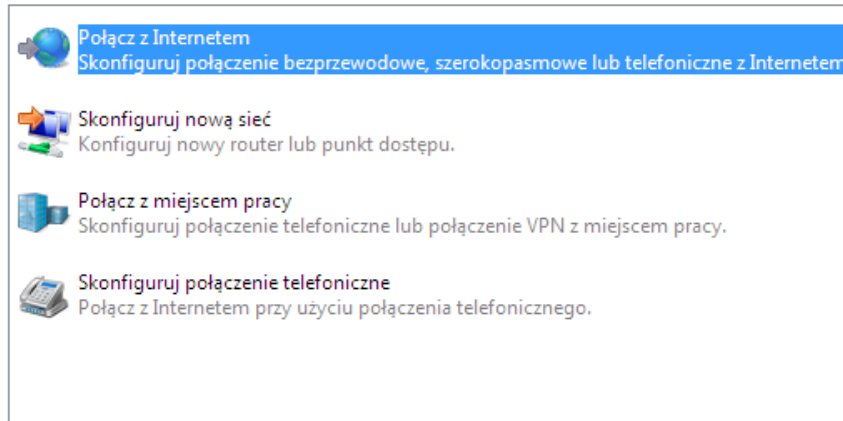 Połącz z Internetem
Skonfiguruj połączenie bezprzewodowe, szerokopasmowe lub telefoniczne z Internetem
Skonfiguruj nową sieć
Konfiguruj nowy router lub punkt dostępu.
Połącz z miejscem pracy
Skonfiguruj połączenie telefoniczne lub połączenie VPN z miejscem pracy.
Skonfiguruj połączenie telefoniczne
Połącz z Internetem przy użyciu połączenia telefonicznego.